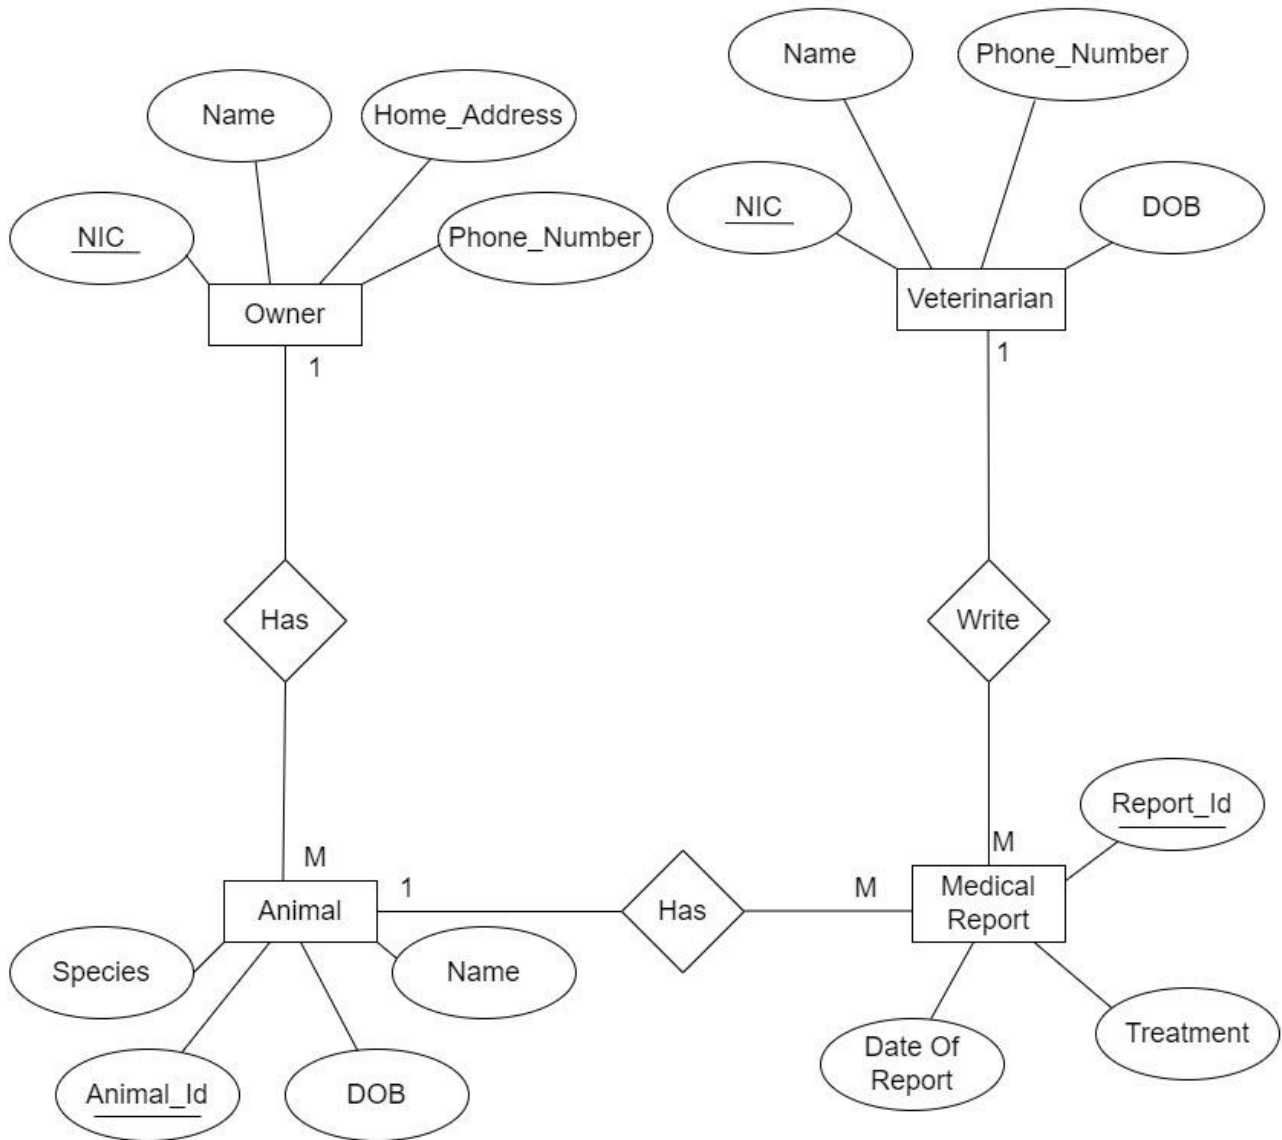 Name
Phone_Number
Name
Home_Address
NIC
DOB
NIC
Phone_Number
Veterinarian
Owner
1
1
Has
Write
Report_Id
M
M
1
M
Medical
Report
Animal
Has
Species
Name
Treatment
Date Of
Report
Animal_Id
DOB